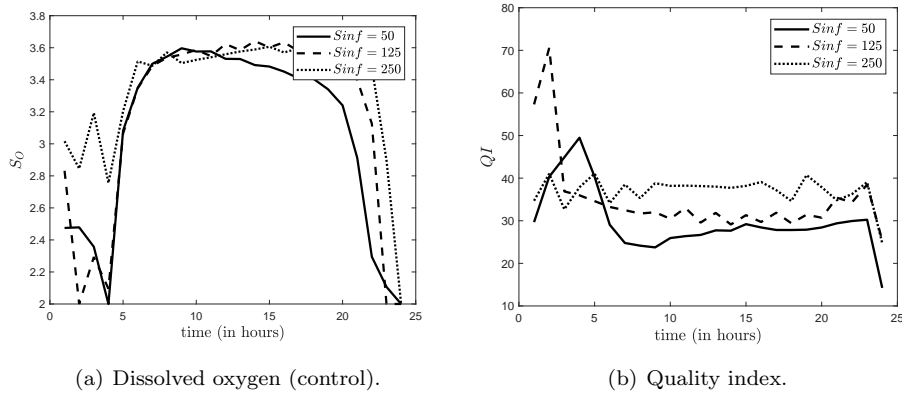 3.8
3.6
3.4
3.2
3
2.8
2.6
2.4
2.2
2
S_O
0 5 10 15 20 25
time (in hours)
Sinf = 50
Sinf = 125
Sinf = 250
(a) Dissolved oxygen (control).
80
70
60
50
40
30
20
10
QI
0 5 10 15 20 25
time (in hours)
Sinf = 50
Sinf = 125
Sinf = 250
(b) Quality index.